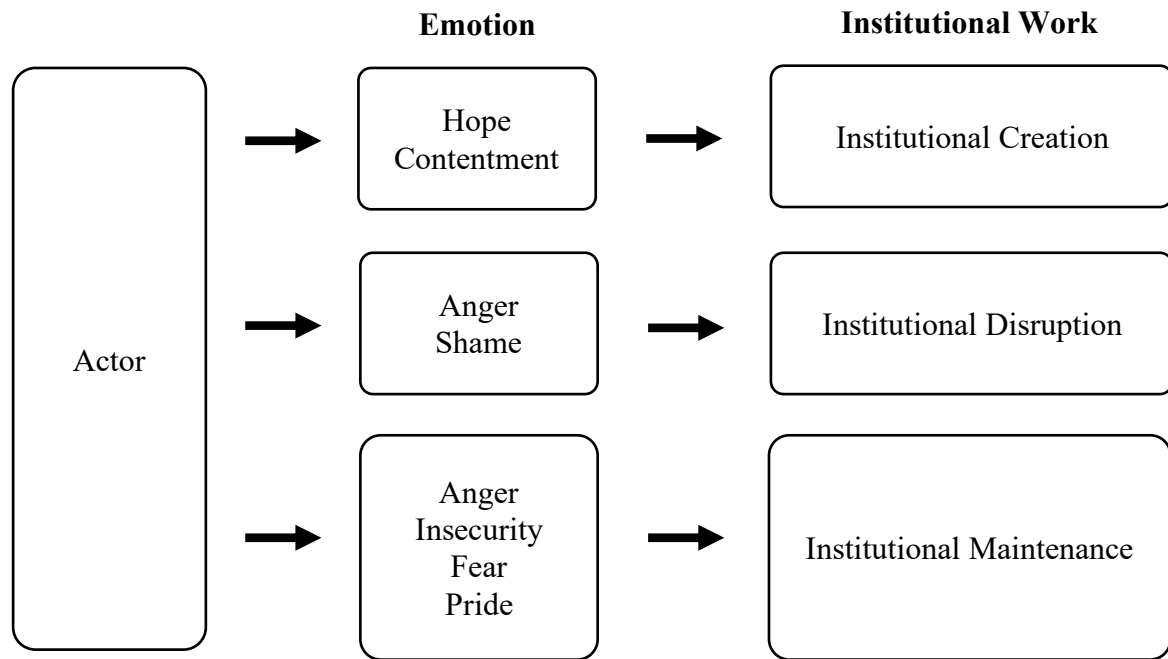 Emotion
Institutional Work
Actor
Hope
Contentment
Institutional Creation
Anger
Shame
Institutional Disruption
Anger
Insecurity
Fear
Pride
Institutional Maintenance